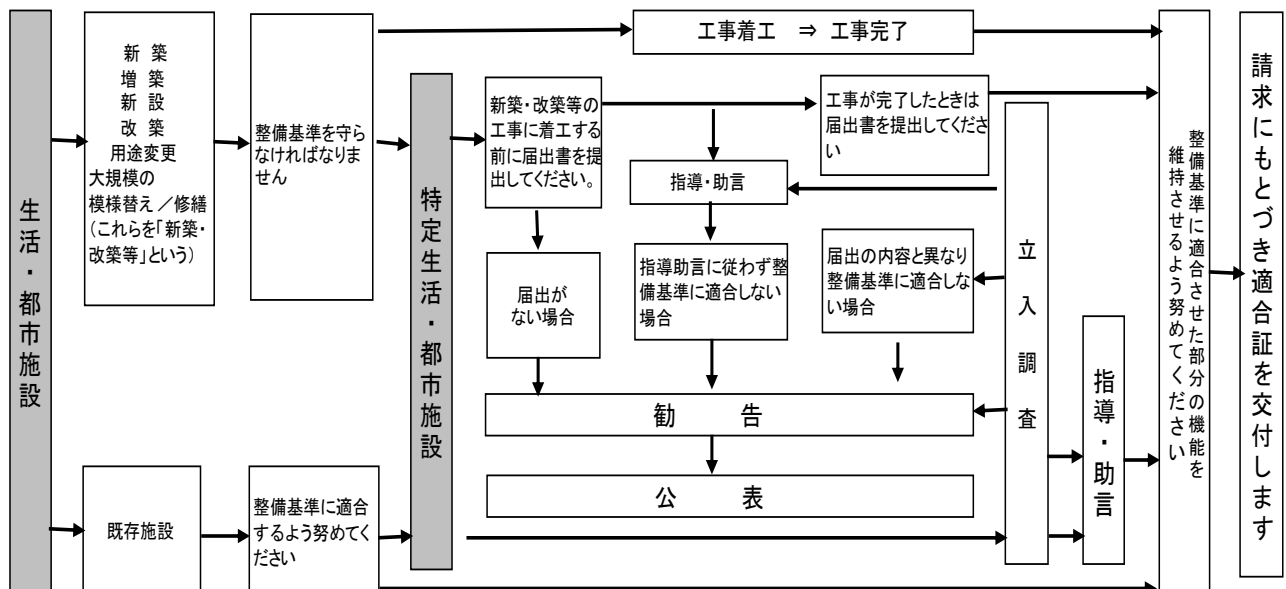 生活・都市施設
新 築
増 築
新 設
改 築
用途変更
大規模の
模様替え／修繕
(これらを「新築・
改築等」という)
整備基準を守ら
なければなりま
せん
既存施設
整備基準に適合
するよう努めてく
ださい
特定生活・都市施設
工事着工 ⇒ 工事完了
新築・改築等の
工事に着工する
前に届出書を提
出してください。
工事が完了したときは
届出書を提出してくださ
い
指導・助言
届出が
ない場合
指導助言に従わず整
備基準に適合しない
場合
届出の内容と異なり
整備基準に適合しな
い場合
勧 告
公 表
立入調査
指導・助言
整備基準に適合させた部分の機能を
維持させるよう努めてください
請求にもとづき適合証を交付します